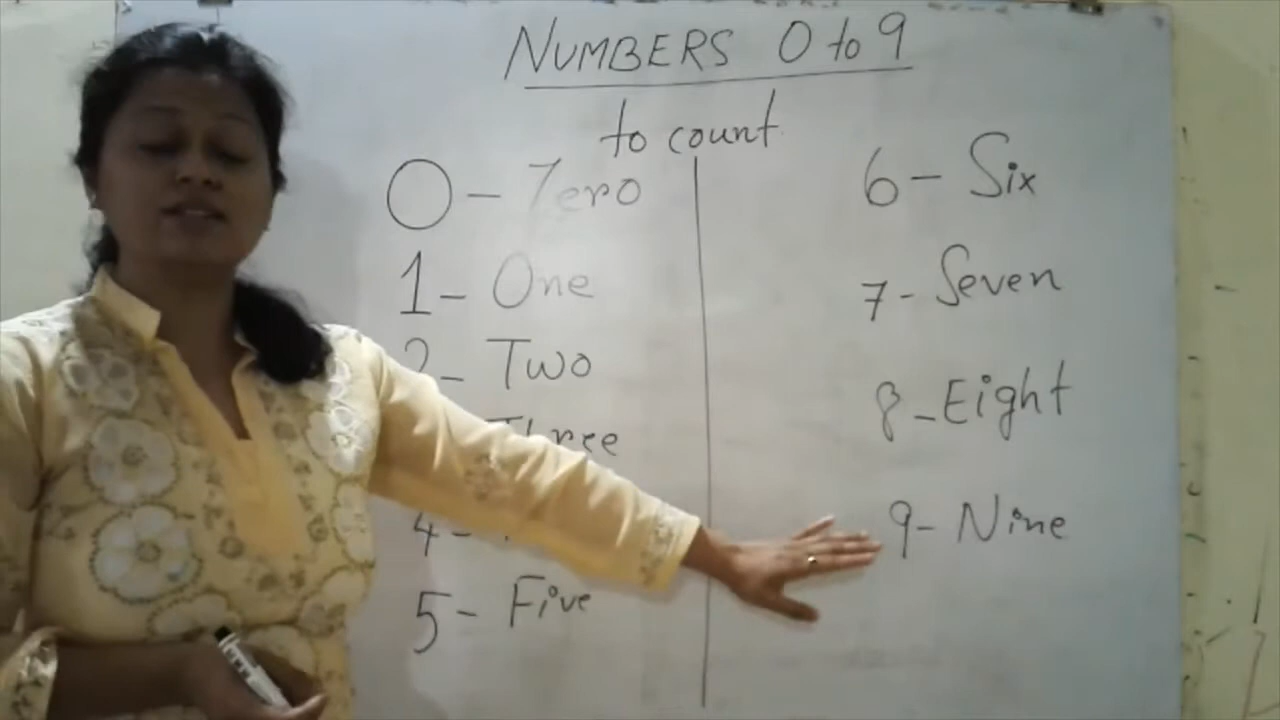 NUMBERS 0 to 9
to count
0 - Zero
1 - One
2 - Two
Three
4 -
5 - Five
6 - Six
7 - Seven
8 - Eight
9 - Nine